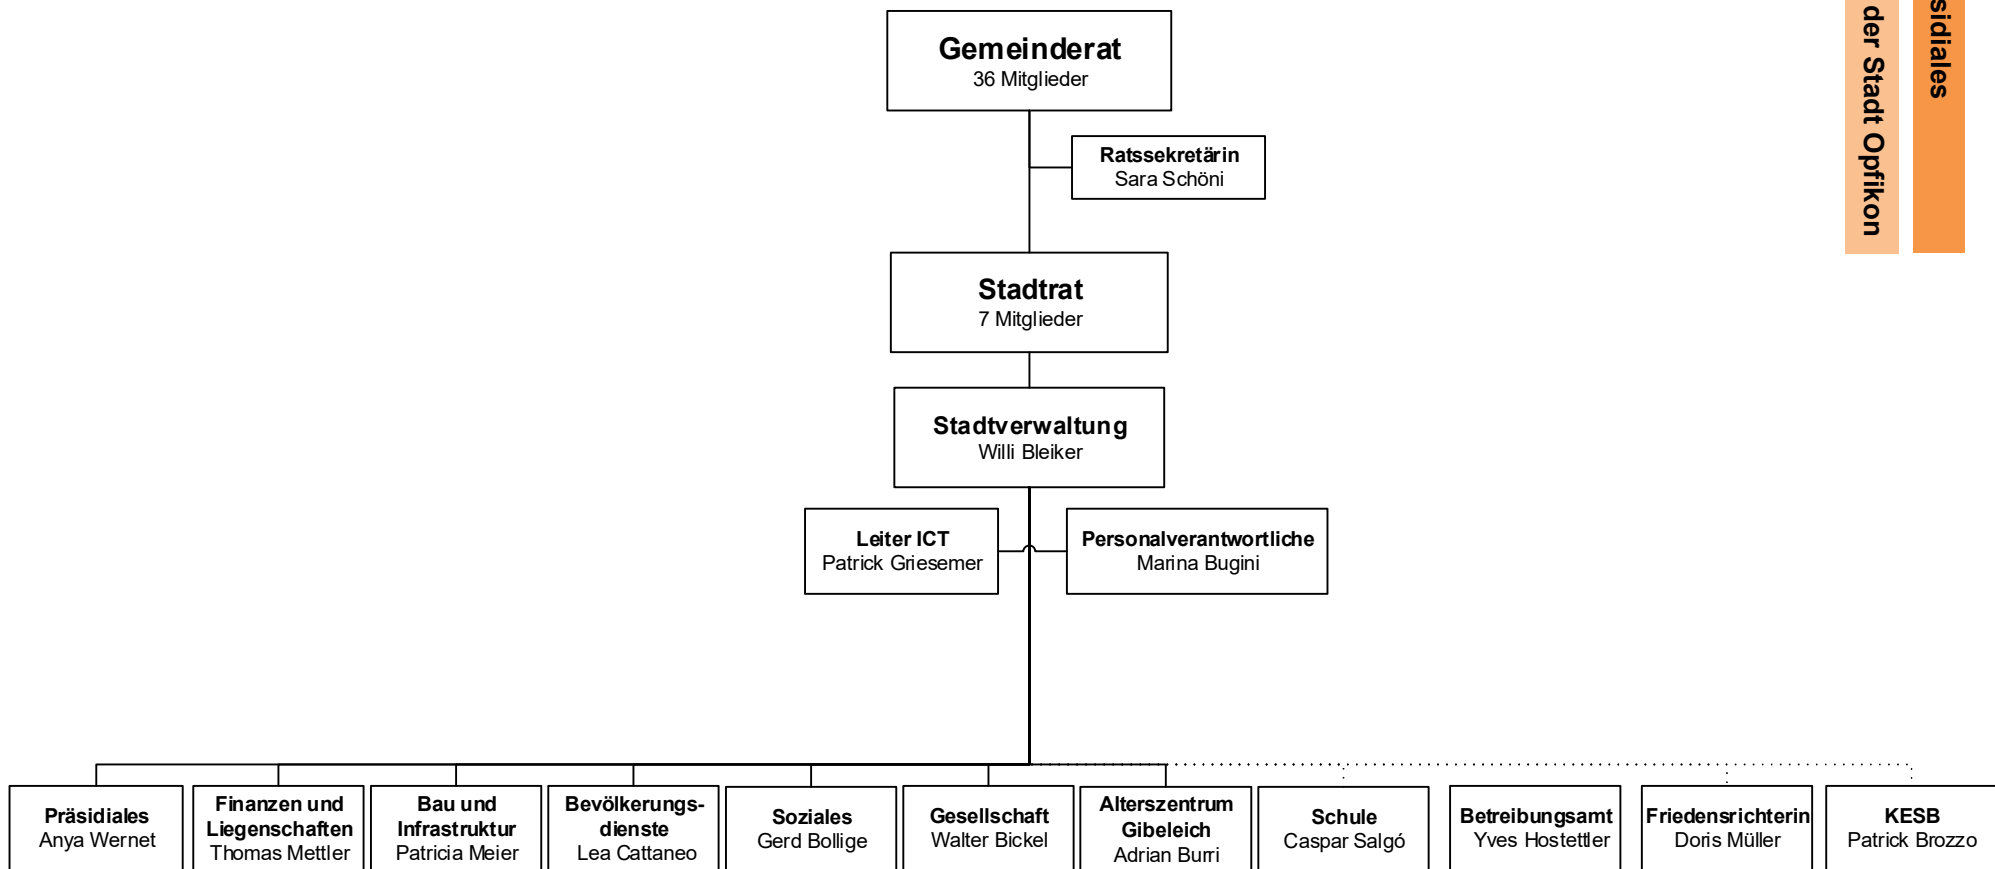 Gemeinderat
36 Mitglieder
Ratssekretärin
Sara Schöni
Stadtrat
7 Mitglieder
Stadtverwaltung
Willi Bleiker
Leiter ICT
Patrick Griesemer
Personalverantwortliche
Marina Bugini
Präsidiales
Anya Wernet
Finanzen und
Liegenschaften
Thomas Mettler
Bau und
Infrastruktur
Patricia Meier
Bevölkerungs-
dienste
Lea Cattaneo
Soziales
Gerd Bollige
Gesellschaft
Walter Bickel
Alterszentrum
Gibeleich
Adrian Burri
Schule
Caspar Salgó
Betreibungsamt
Yves Hostettler
Friedensrichterin
Doris Müller
KESB
Patrick Brozzo
sidiales
der Stadt Opfikon